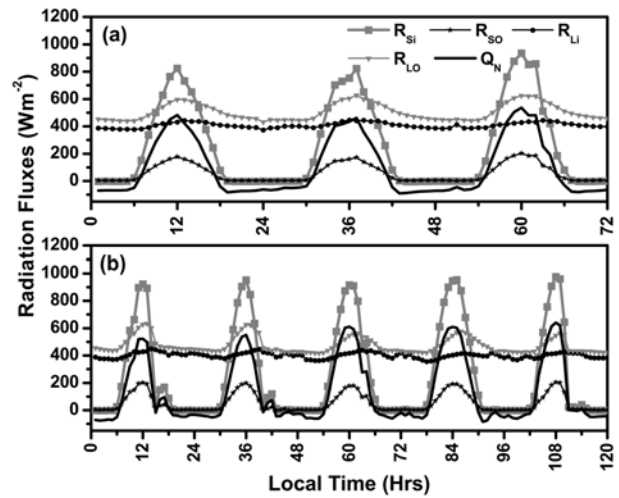 Radiation Fluxes (Wm⁻²)
(a)
R_Si R_SO R_Li
R_LO Q_N
1200
1000
800
600
400
200
0
0 12 24 36 48 60 72
(b)
1200
1000
800
600
400
200
0
0 12 24 36 48 60 72 84 96 108 120
Local Time (Hrs)